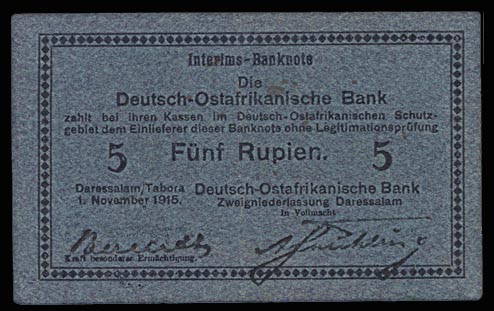 Interims-Banknote
Die
Deutsch-Ostafrikanische Bank
zahlt bei ihren Kassen im Deutsch-Ostafrikanischen Schutz-
gebiet dem Einlieferer dieser Banknote ohne Legitimationsprüfung
5 Fünf Rupien. 5
Daressalam/Tabora Deutsch-Ostafrikanische Bank
1. November 1915. Zweigniederlassung Daressalam
In Vollmacht
Kraft besonderer Ermächtigung.